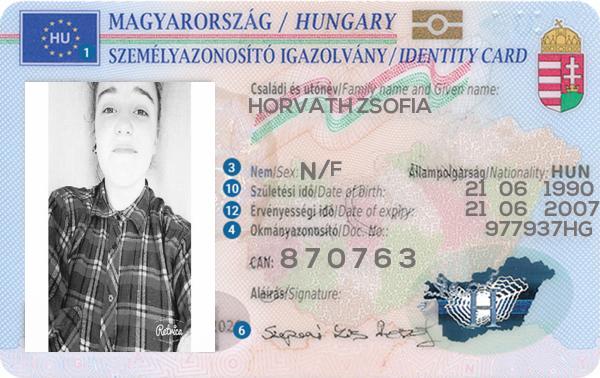 MAGYARORSZÁG / HUNGARY
SZEMÉLYAZONOSÍTÓ IGAZOLVÁNY/IDENTITY CARD
HU
1
Családi és utónév/Family name and Given name:
HORVATH ZSOFIA
3 Nem/Sex: N/F Állampolgárság/Nationality: HUN
10 Születési idő/Date of birth: 21 06 1990
12 Érvényességi idő/Date of expiry: 21 06 2007
4 Okmányazonosító/Doc. No: 977937HG
CAN: 870763
Aláírás/Signature:
Retrica
6